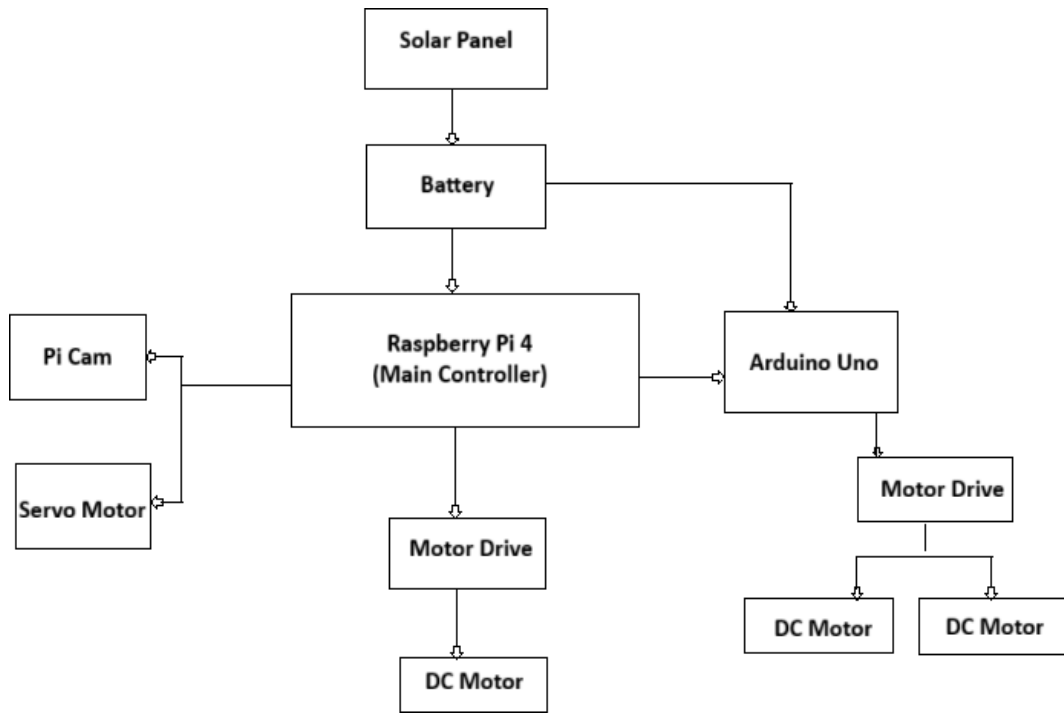 Solar Panel
Battery
Raspberry Pi 4
(Main Controller)
Pi Cam
Arduino Uno
Servo Motor
Motor Drive
Motor Drive
DC Motor
DC Motor
DC Motor